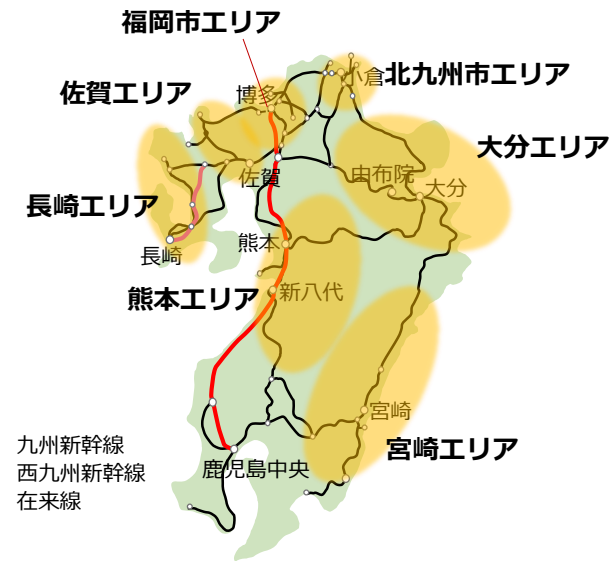 福岡市エリア
北九州市エリア
小倉
佐賀エリア
博多
大分エリア
佐賀
由布院
大分
長崎エリア
長崎
熊本
熊本エリア
新八代
宮崎
宮崎エリア
九州新幹線
西九州新幹線
在来線
鹿児島中央